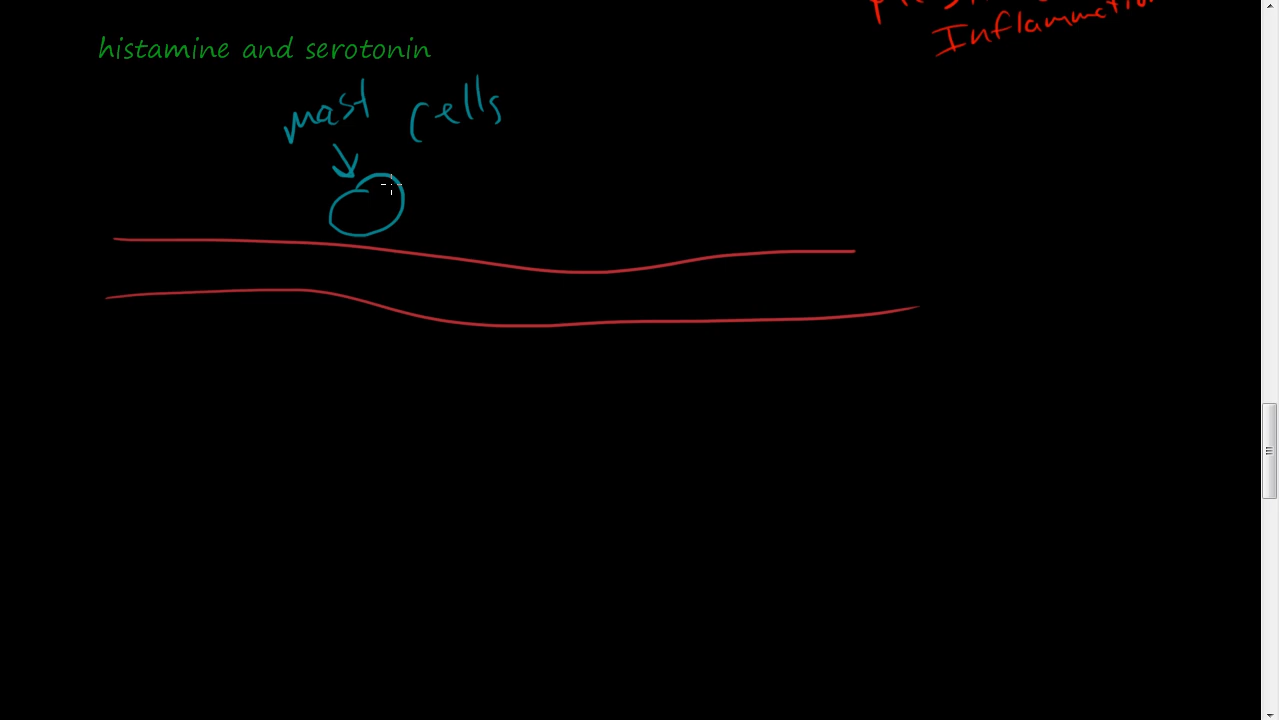 Inflammation
histamine and serotonin
mast cells